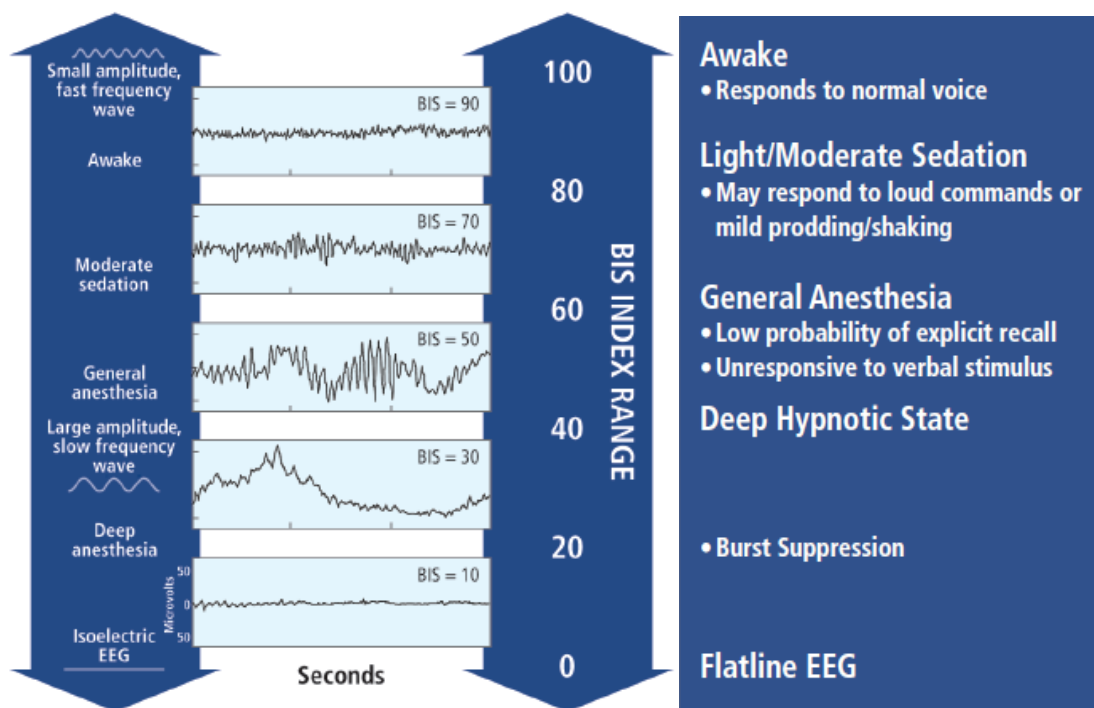 Small amplitude,
fast frequency
wave
Awake
Moderate
sedation
General
anesthesia
Large amplitude,
slow frequency
wave
Deep
anesthesia
Isoelectric
EEG
BIS = 90
BIS = 70
BIS = 50
BIS = 30
BIS = 10
Microvolts
50
0
50
Seconds
100
80
60
40
20
0
BIS INDEX RANGE
Awake
• Responds to normal voice
Light/Moderate Sedation
• May respond to loud commands or
mild prodding/shaking
General Anesthesia
• Low probability of explicit recall
• Unresponsive to verbal stimulus
Deep Hypnotic State
• Burst Suppression
Flatline EEG